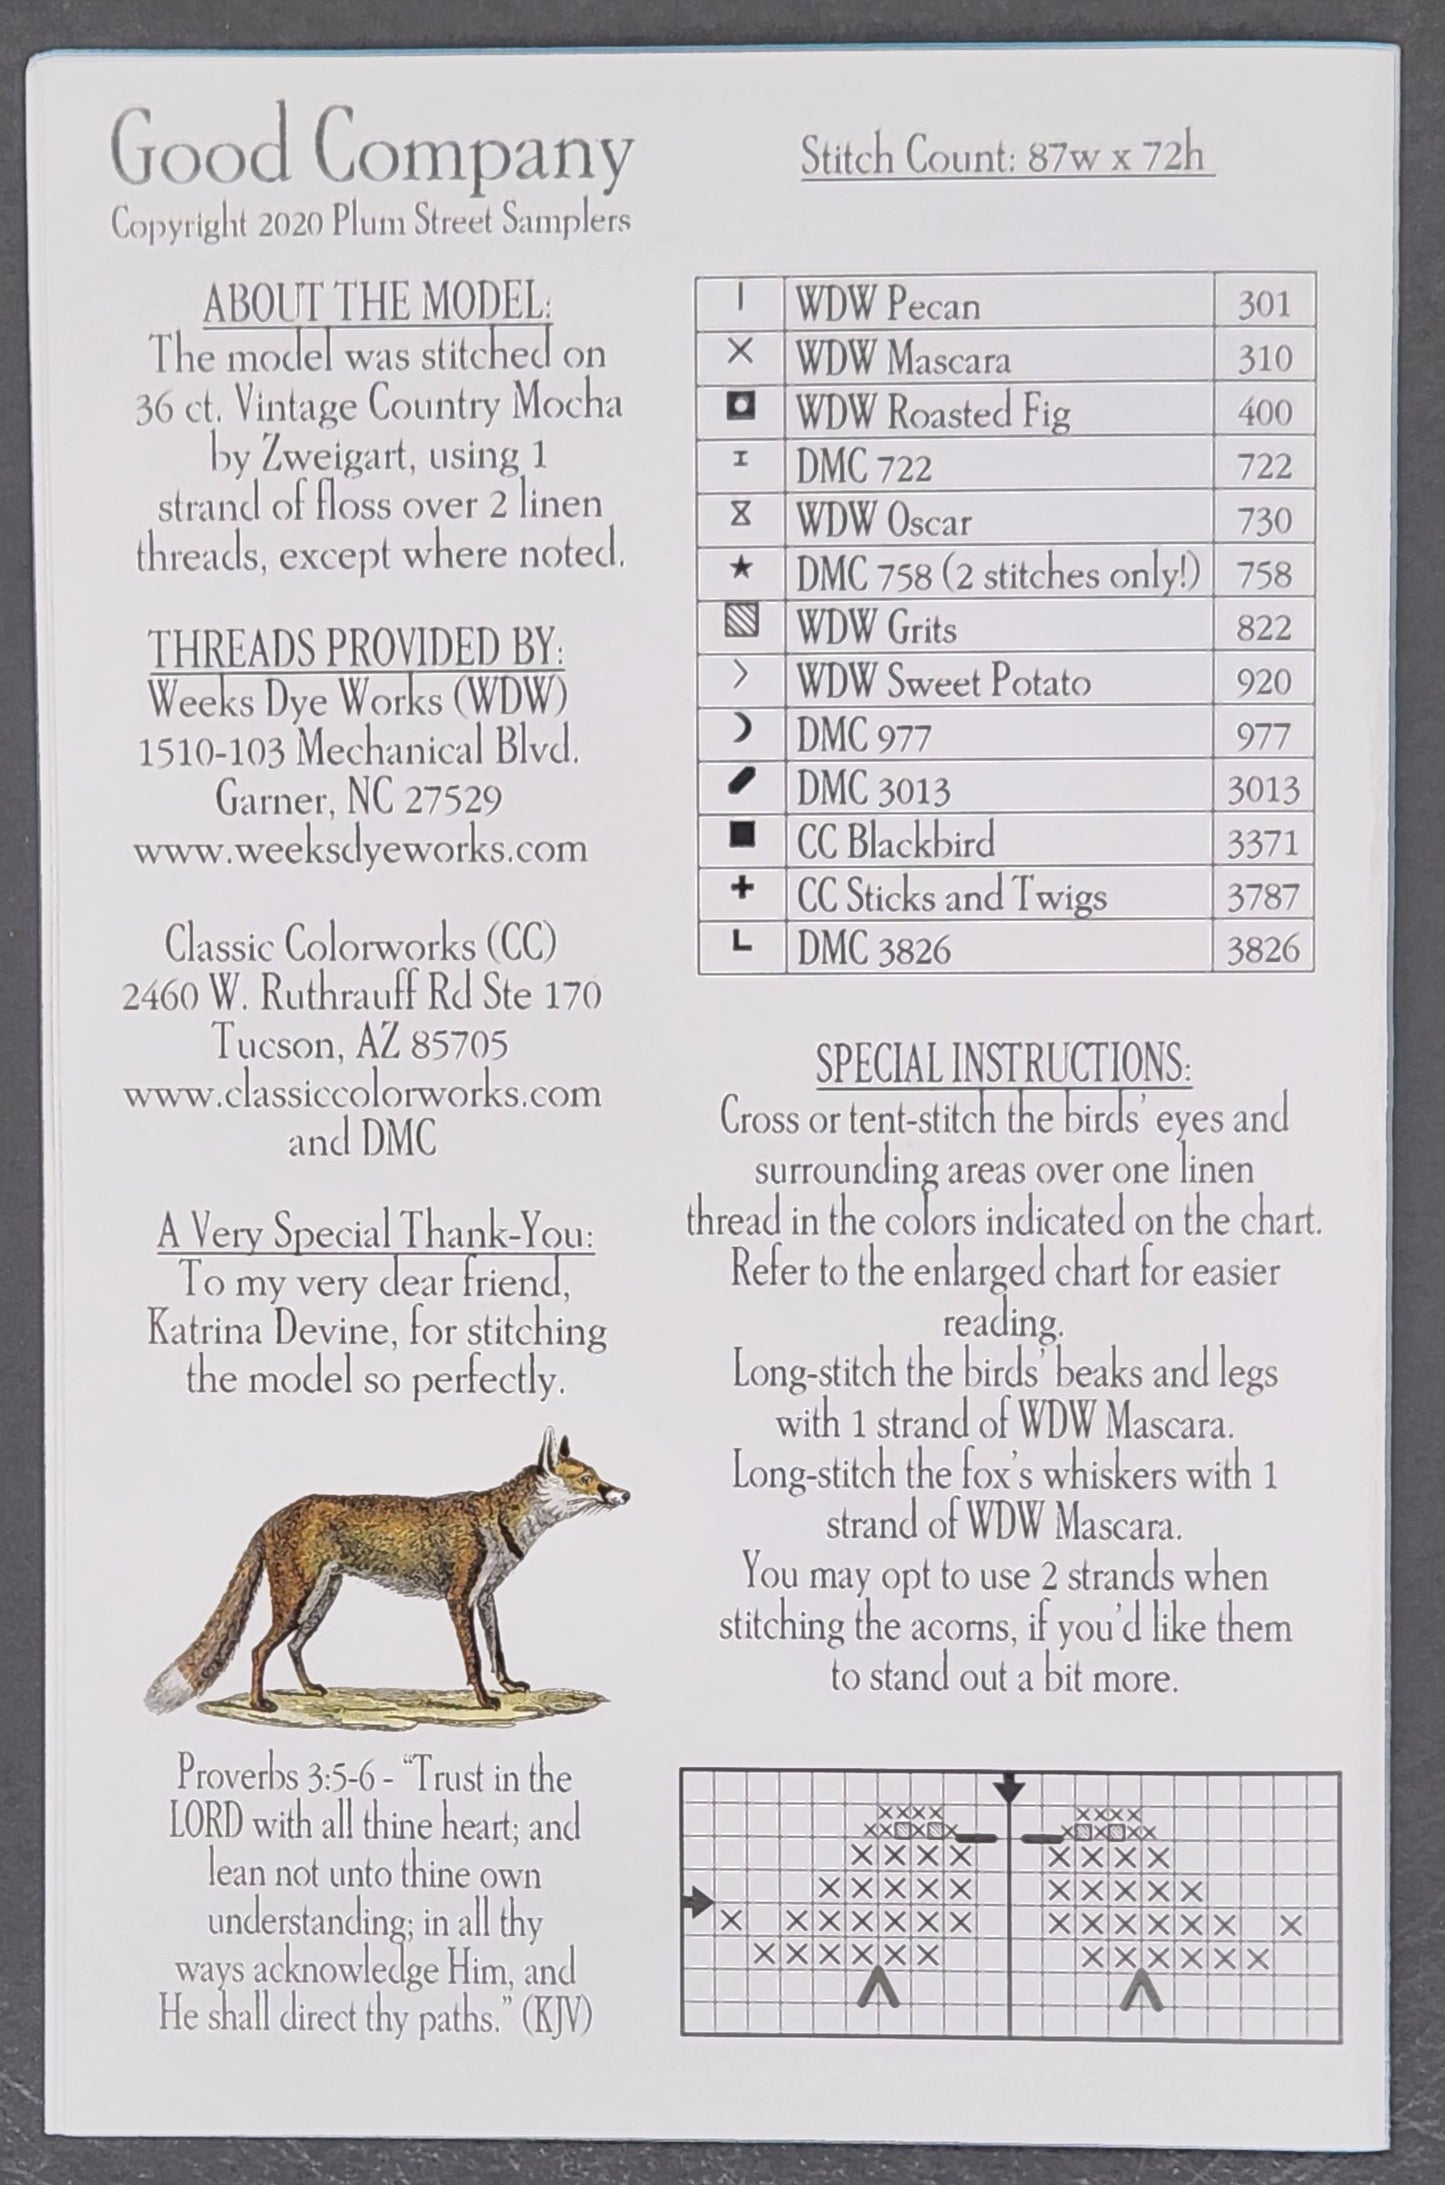 Good Company
Copyright 2020 Plum Street Samplers
ABOUT THE MODEL:
The model was stitched on
36 ct. Vintage Country Mocha
by Zweigart, using 1
strand of floss over 2 linen
threads, except where noted.
THREADS PROVIDED BY:
Weeks Dye Works (WDW)
1510-103 Mechanical Blvd.
Garner, NC 27529
www.weeksdyeworks.com
Classic Colorworks (CC)
2460 W. Ruthrauff Rd Ste 170
Tucson, AZ 85705
www.classiccolorworks.com
and DMC
A Very Special Thank-You:
To my very dear friend,
Katrina Devine, for stitching
the model so perfectly.
Proverbs 3:5-6 - “Trust in the
LORD with all thine heart; and
lean not unto thine own
understanding; in all thy
ways acknowledge Him, and
He shall direct thy paths.” (KJV)
Stitch Count: 87w x 72h
WDW Pecan 301
WDW Mascara 310
WDW Roasted Fig 400
DMC 722 722
WDW Oscar 730
DMC 758 (2 stitches only!) 758
WDW Grits 822
WDW Sweet Potato 920
DMC 977 977
DMC 3013 3013
CC Blackbird 3371
CC Sticks and Twigs 3787
DMC 3826 3826
SPECIAL INSTRUCTIONS:
Cross or tent-stitch the birds’ eyes and
surrounding areas over one linen
thread in the colors indicated on the chart.
Refer to the enlarged chart for easier
reading.
Long-stitch the birds’ beaks and legs
with 1 strand of WDW Mascara.
Long-stitch the fox’s whiskers with 1
strand of WDW Mascara.
You may opt to use 2 strands when
stitching the acorns, if you’d like them
to stand out a bit more.